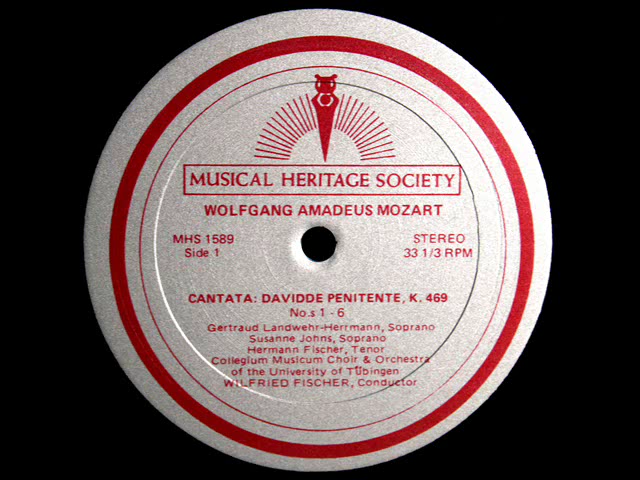 MUSICAL HERITAGE SOCIETY
WOLFGANG AMADEUS MOZART
MHS 1589 STEREO
Side 1 33 1/3 RPM
CANTATA: DAVIDDE PENITENTE, K. 469
No.s 1 - 6
Gertraud Landwehr-Herrmann, Soprano
Susanne Johns, Soprano
Hermann Fischer, Tenor
Collegium Musicum Choir & Orchestra
of the University of Tübingen
WILFRIED FISCHER, Conductor